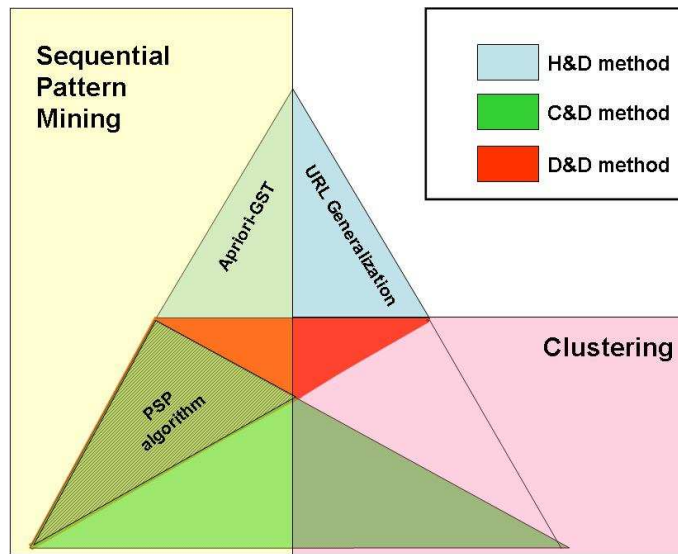 Sequential
Pattern
Mining
H&D method
C&D method
D&D method
Apriori-GST
URL Generalization
Clustering
PSP
algorithm